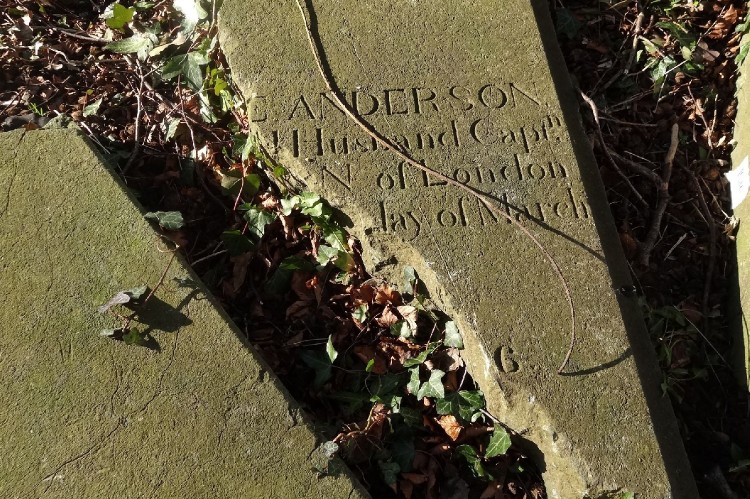 E ANDERSON
Husband Capt
N of London
day of March
6